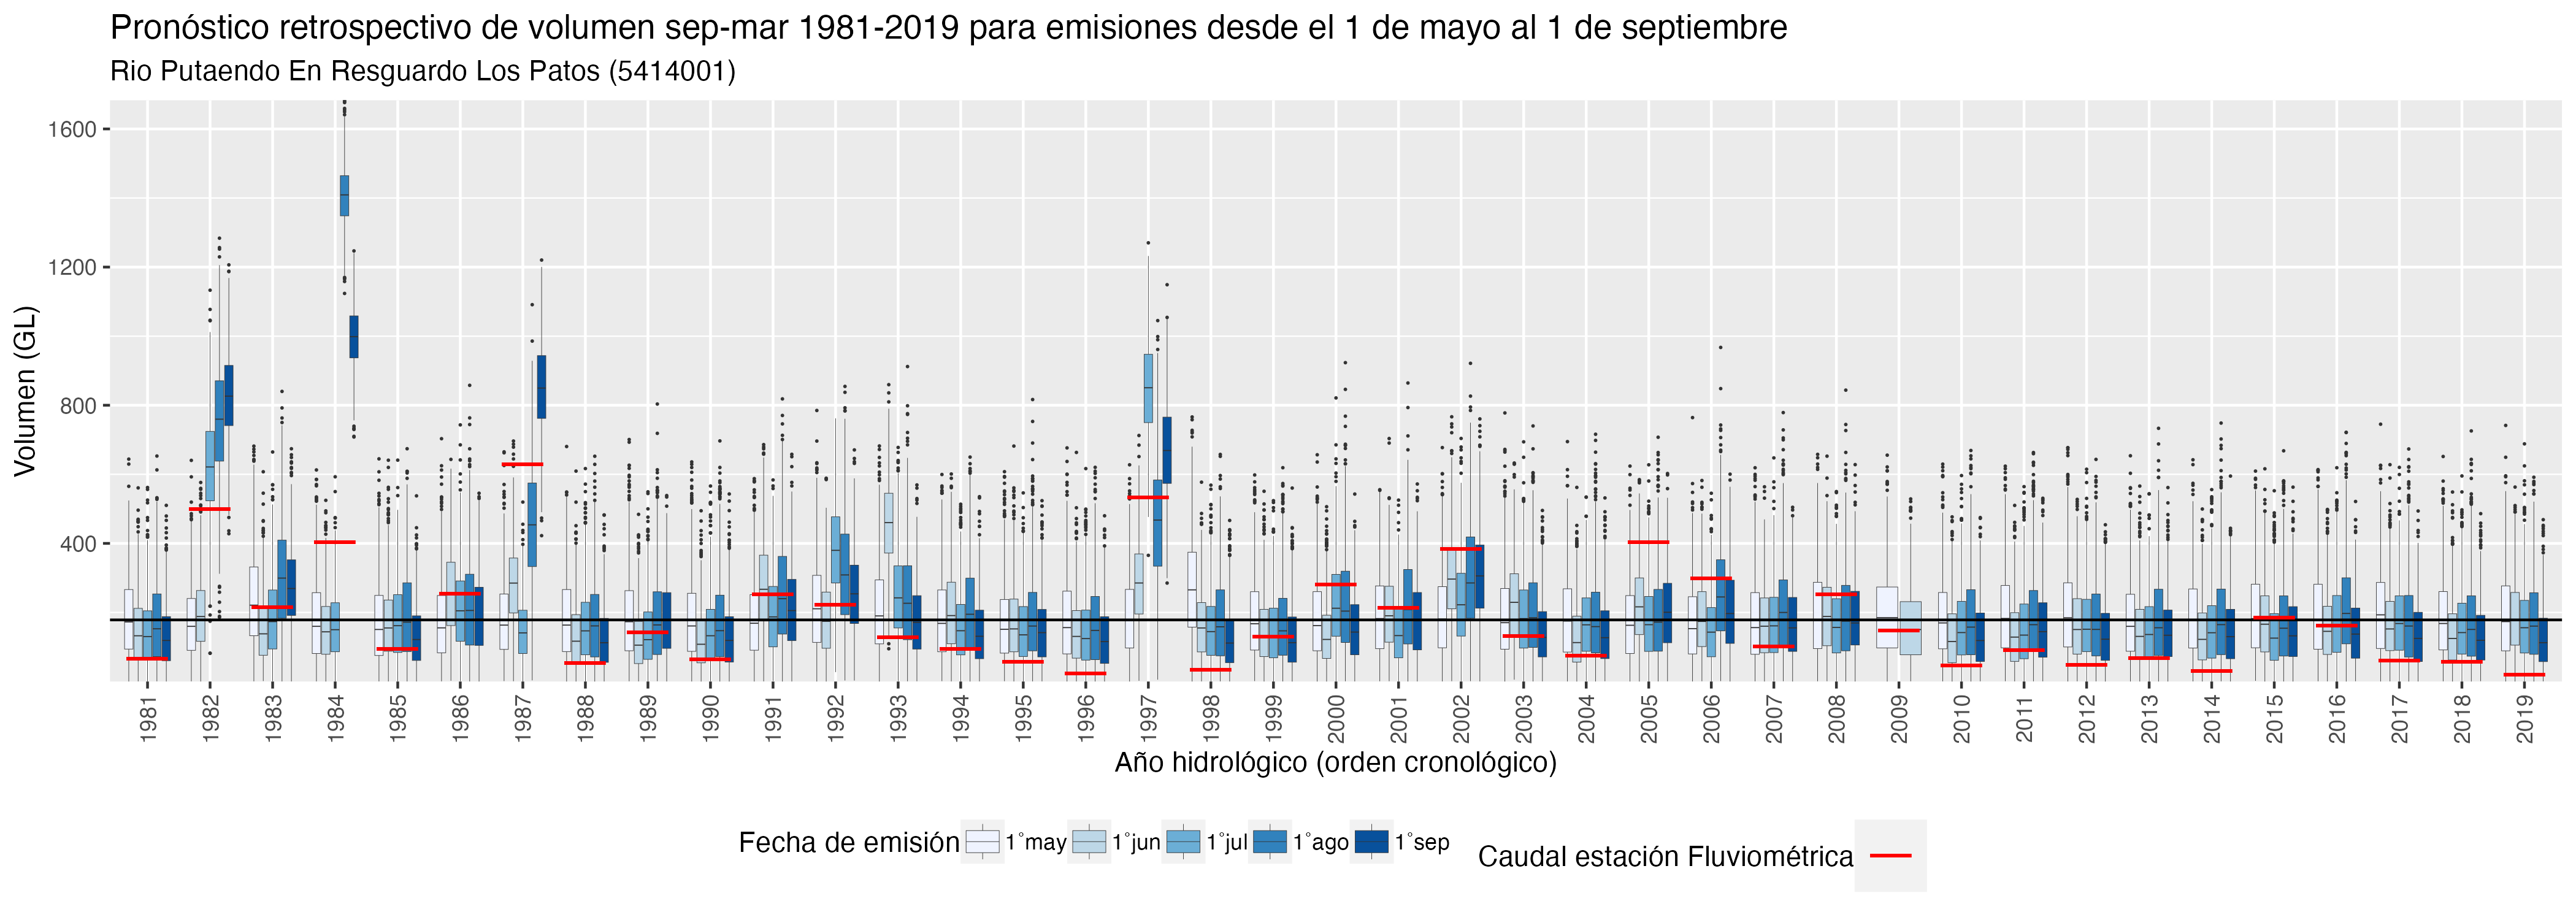 Pronóstico retrospectivo de volumen sep-mar 1981-2019 para emisiones desde el 1 de mayo al 1 de septiembre
Rio Putaendo En Resguardo Los Patos (5414001)
Volumen (GL)
1600
1200
800
400
1981 1982 1983 1984 1985 1986 1987 1988 1989 1990 1991 1992 1993 1994 1995 1996 1997 1998 1999 2000 2001 2002 2003 2004 2005 2006 2007 2008 2009 2010 2011 2012 2013 2014 2015 2016 2017 2018 2019
Año hidrológico (orden cronológico)
Fecha de emisión 1°may 1°jun 1°jul 1°ago 1°sep Caudal estación Fluviométrica